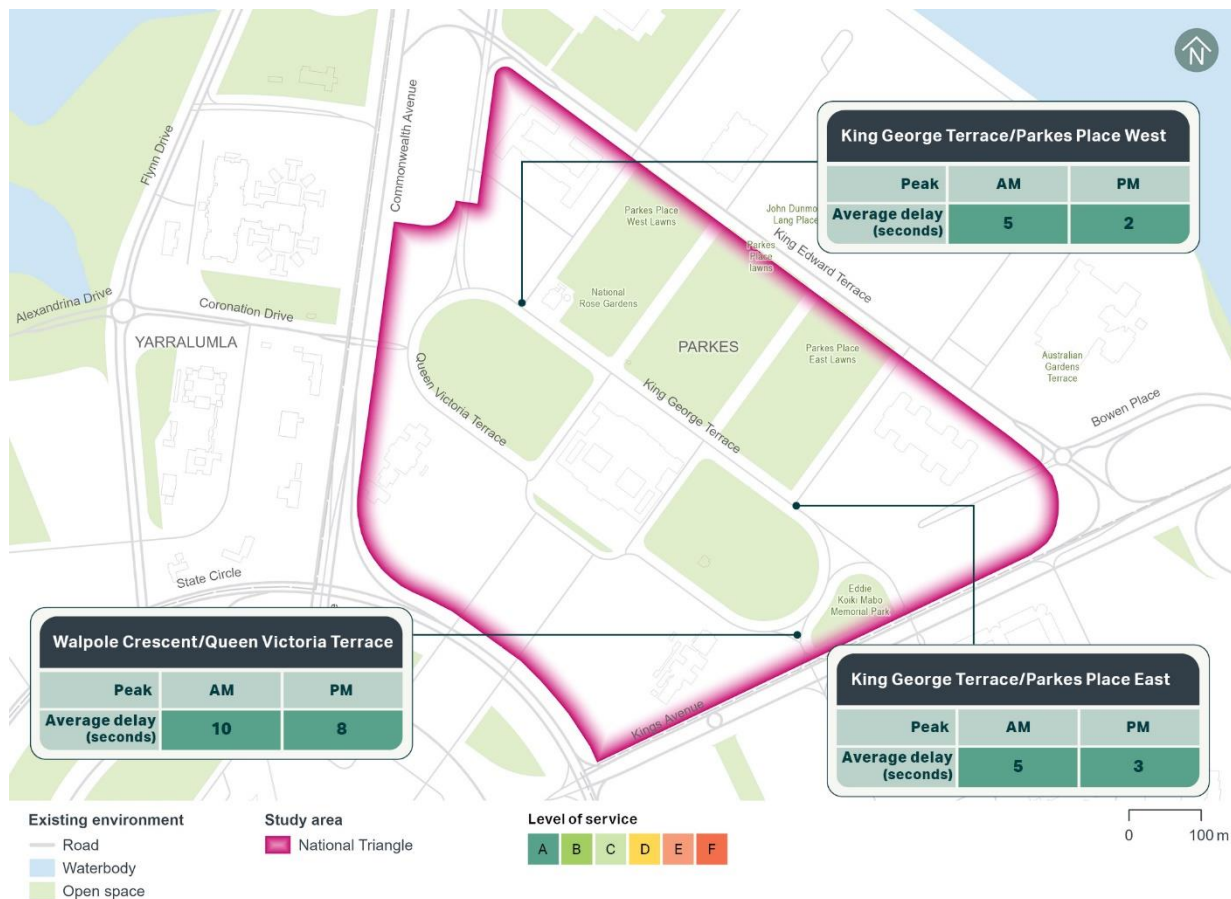 N
Flynn Drive
Commonwealth Avenue
King George Terrace/Parkes Place West
Peak AM PM
Average delay
(seconds) 5 2
Parkes Place
West Lawns
John Dunmo
Lang Place
Parkes
Place
lawns
King Edward Terrace
National
Rose Gardens
Alexandrina Drive
Coronation Drive
YARRALUMLA
PARKES
Parkes Place
East Lawns
Australian
Gardens
Terrace
Queen Victoria Terrace
King George Terrace
Bowen Place
State Circle
Eddie
Koiki Mabo
Memorial Park
Walpole Crescent/Queen Victoria Terrace
Peak AM PM
Average delay
(seconds) 10 8
Kings Avenue
King George Terrace/Parkes Place East
Peak AM PM
Average delay
(seconds) 5 3
Existing environment
Road
Waterbody
Open space
Study area
National Triangle
Level of service
A B C D E F
0 100 m